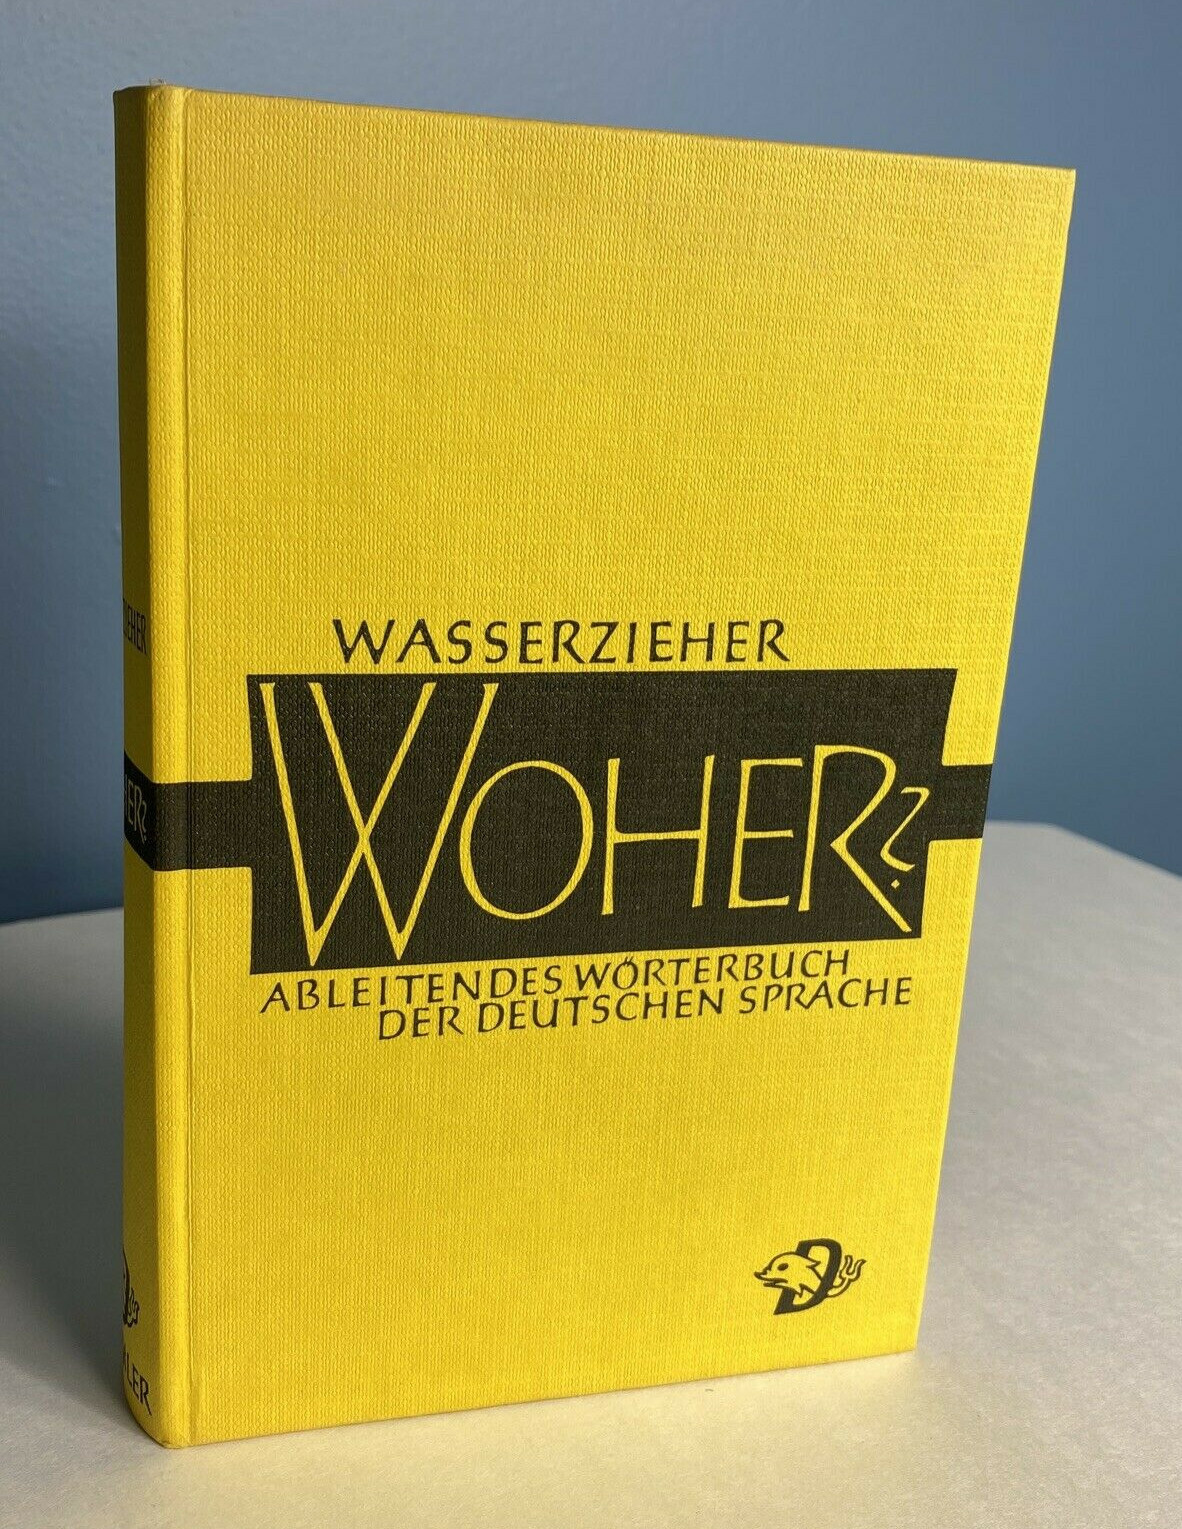 WASSERZIEHER
WOHER?
ABLEITENDES WÖRTERBUCH
DER DEUTSCHEN SPRACHE
D